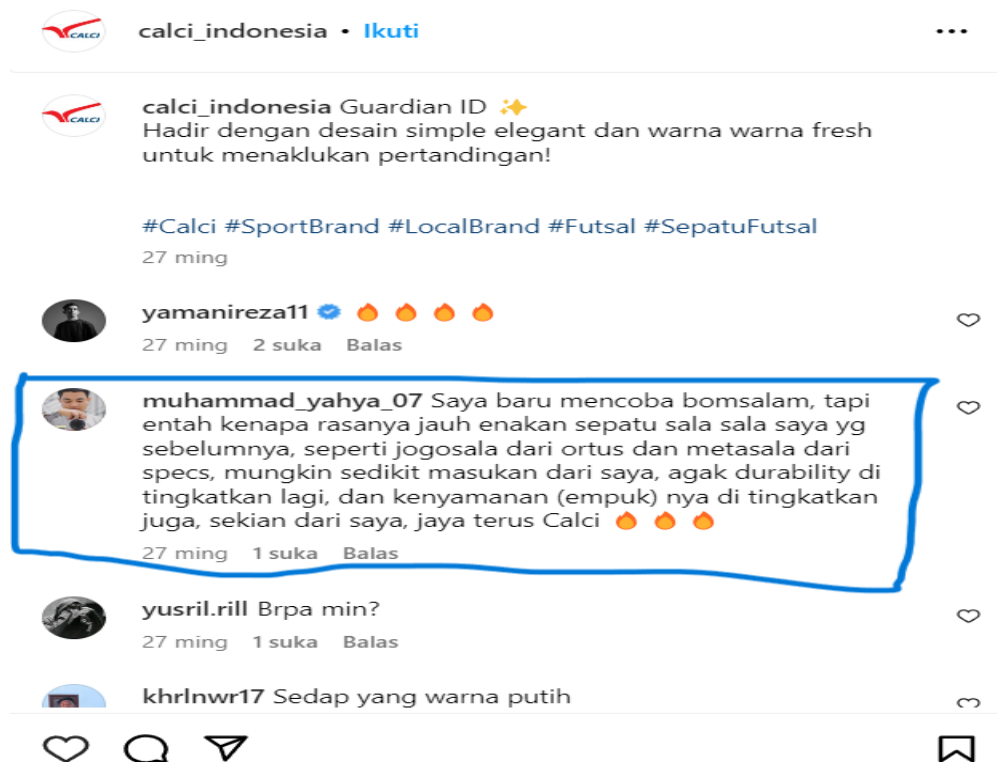 CALCI
calci_indonesia • Ikuti
CALCI
calci_indonesia Guardian ID ✨
Hadir dengan desain simple elegant dan warna warna fresh
untuk menaklukan pertandingan!
#Calci #SportBrand #LocalBrand #Futsal #SepatuFutsal
27 ming
yamanireza11 🔥 🔥 🔥 🔥
27 ming 2 suka Balas
muhammad_yahya_07 Saya baru mencoba bomsalam, tapi
entah kenapa rasanya jauh enakan sepatu sala sala saya yg
sebelumnya, seperti jogosala dari ortus dan metasala dari
specs, mungkin sedikit masukan dari saya, agak durability di
tingkatkan lagi, dan kenyamanan (empuk) nya di tingkatkan
juga, sekian dari saya, jaya terus Calci 🔥 🔥 🔥
27 ming 1 suka Balas
yusril.rill Brpa min?
27 ming 1 suka Balas
khrlnwr17 Sedap yang warna putih